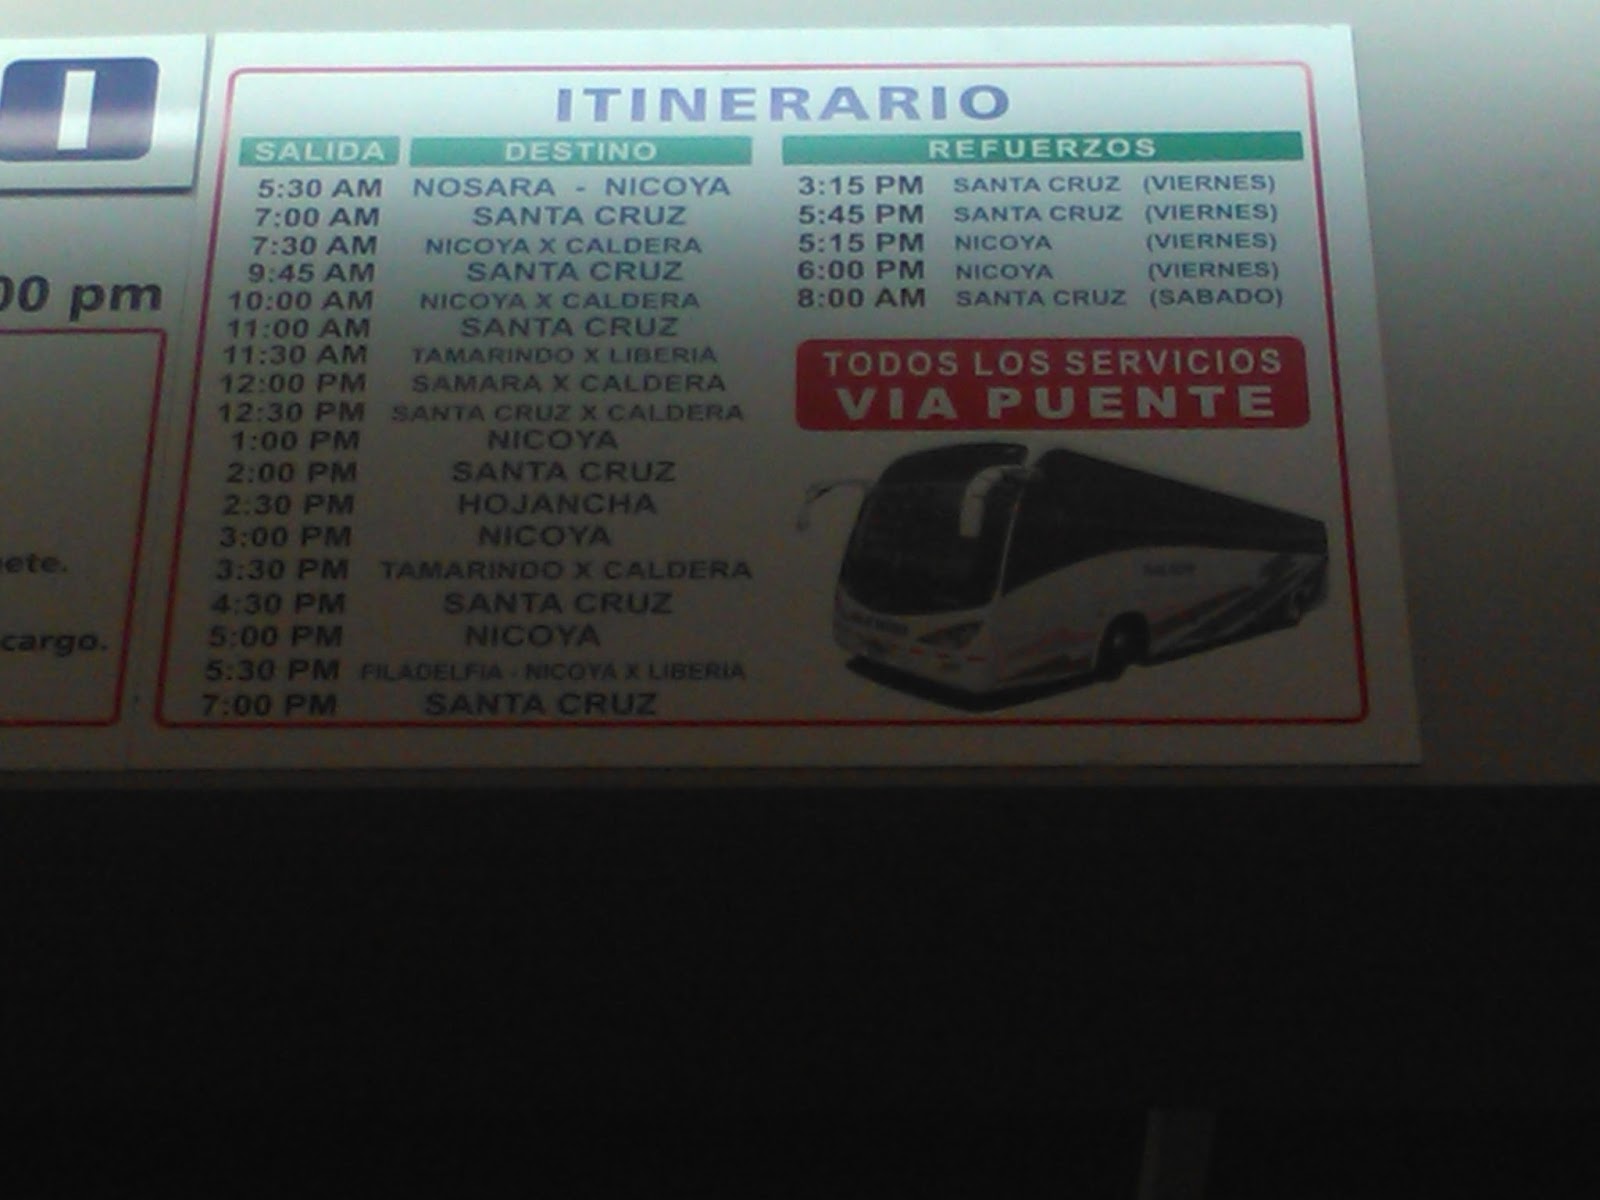 I
00 pm
ete.
cargo.
ITINERARIO
SALIDA DESTINO
5:30 AM NOSARA - NICOYA
7:00 AM SANTA CRUZ
7:30 AM NICOYA X CALDERA
9:45 AM SANTA CRUZ
10:00 AM NICOYA X CALDERA
11:00 AM SANTA CRUZ
11:30 AM TAMARINDO X LIBERIA
12:00 PM SAMARA X CALDERA
12:30 PM SANTA CRUZ X CALDERA
1:00 PM NICOYA
2:00 PM SANTA CRUZ
2:30 PM HOJANCHA
3:00 PM NICOYA
3:30 PM TAMARINDO X CALDERA
4:30 PM SANTA CRUZ
5:00 PM NICOYA
5:30 PM FILADELFIA - NICOYA X LIBERIA
7:00 PM SANTA CRUZ
REFUERZOS
3:15 PM SANTA CRUZ (VIERNES)
5:45 PM SANTA CRUZ (VIERNES)
5:15 PM NICOYA (VIERNES)
6:00 PM NICOYA (VIERNES)
8:00 AM SANTA CRUZ (SABADO)
TODOS LOS SERVICIOS
VIA PUENTE